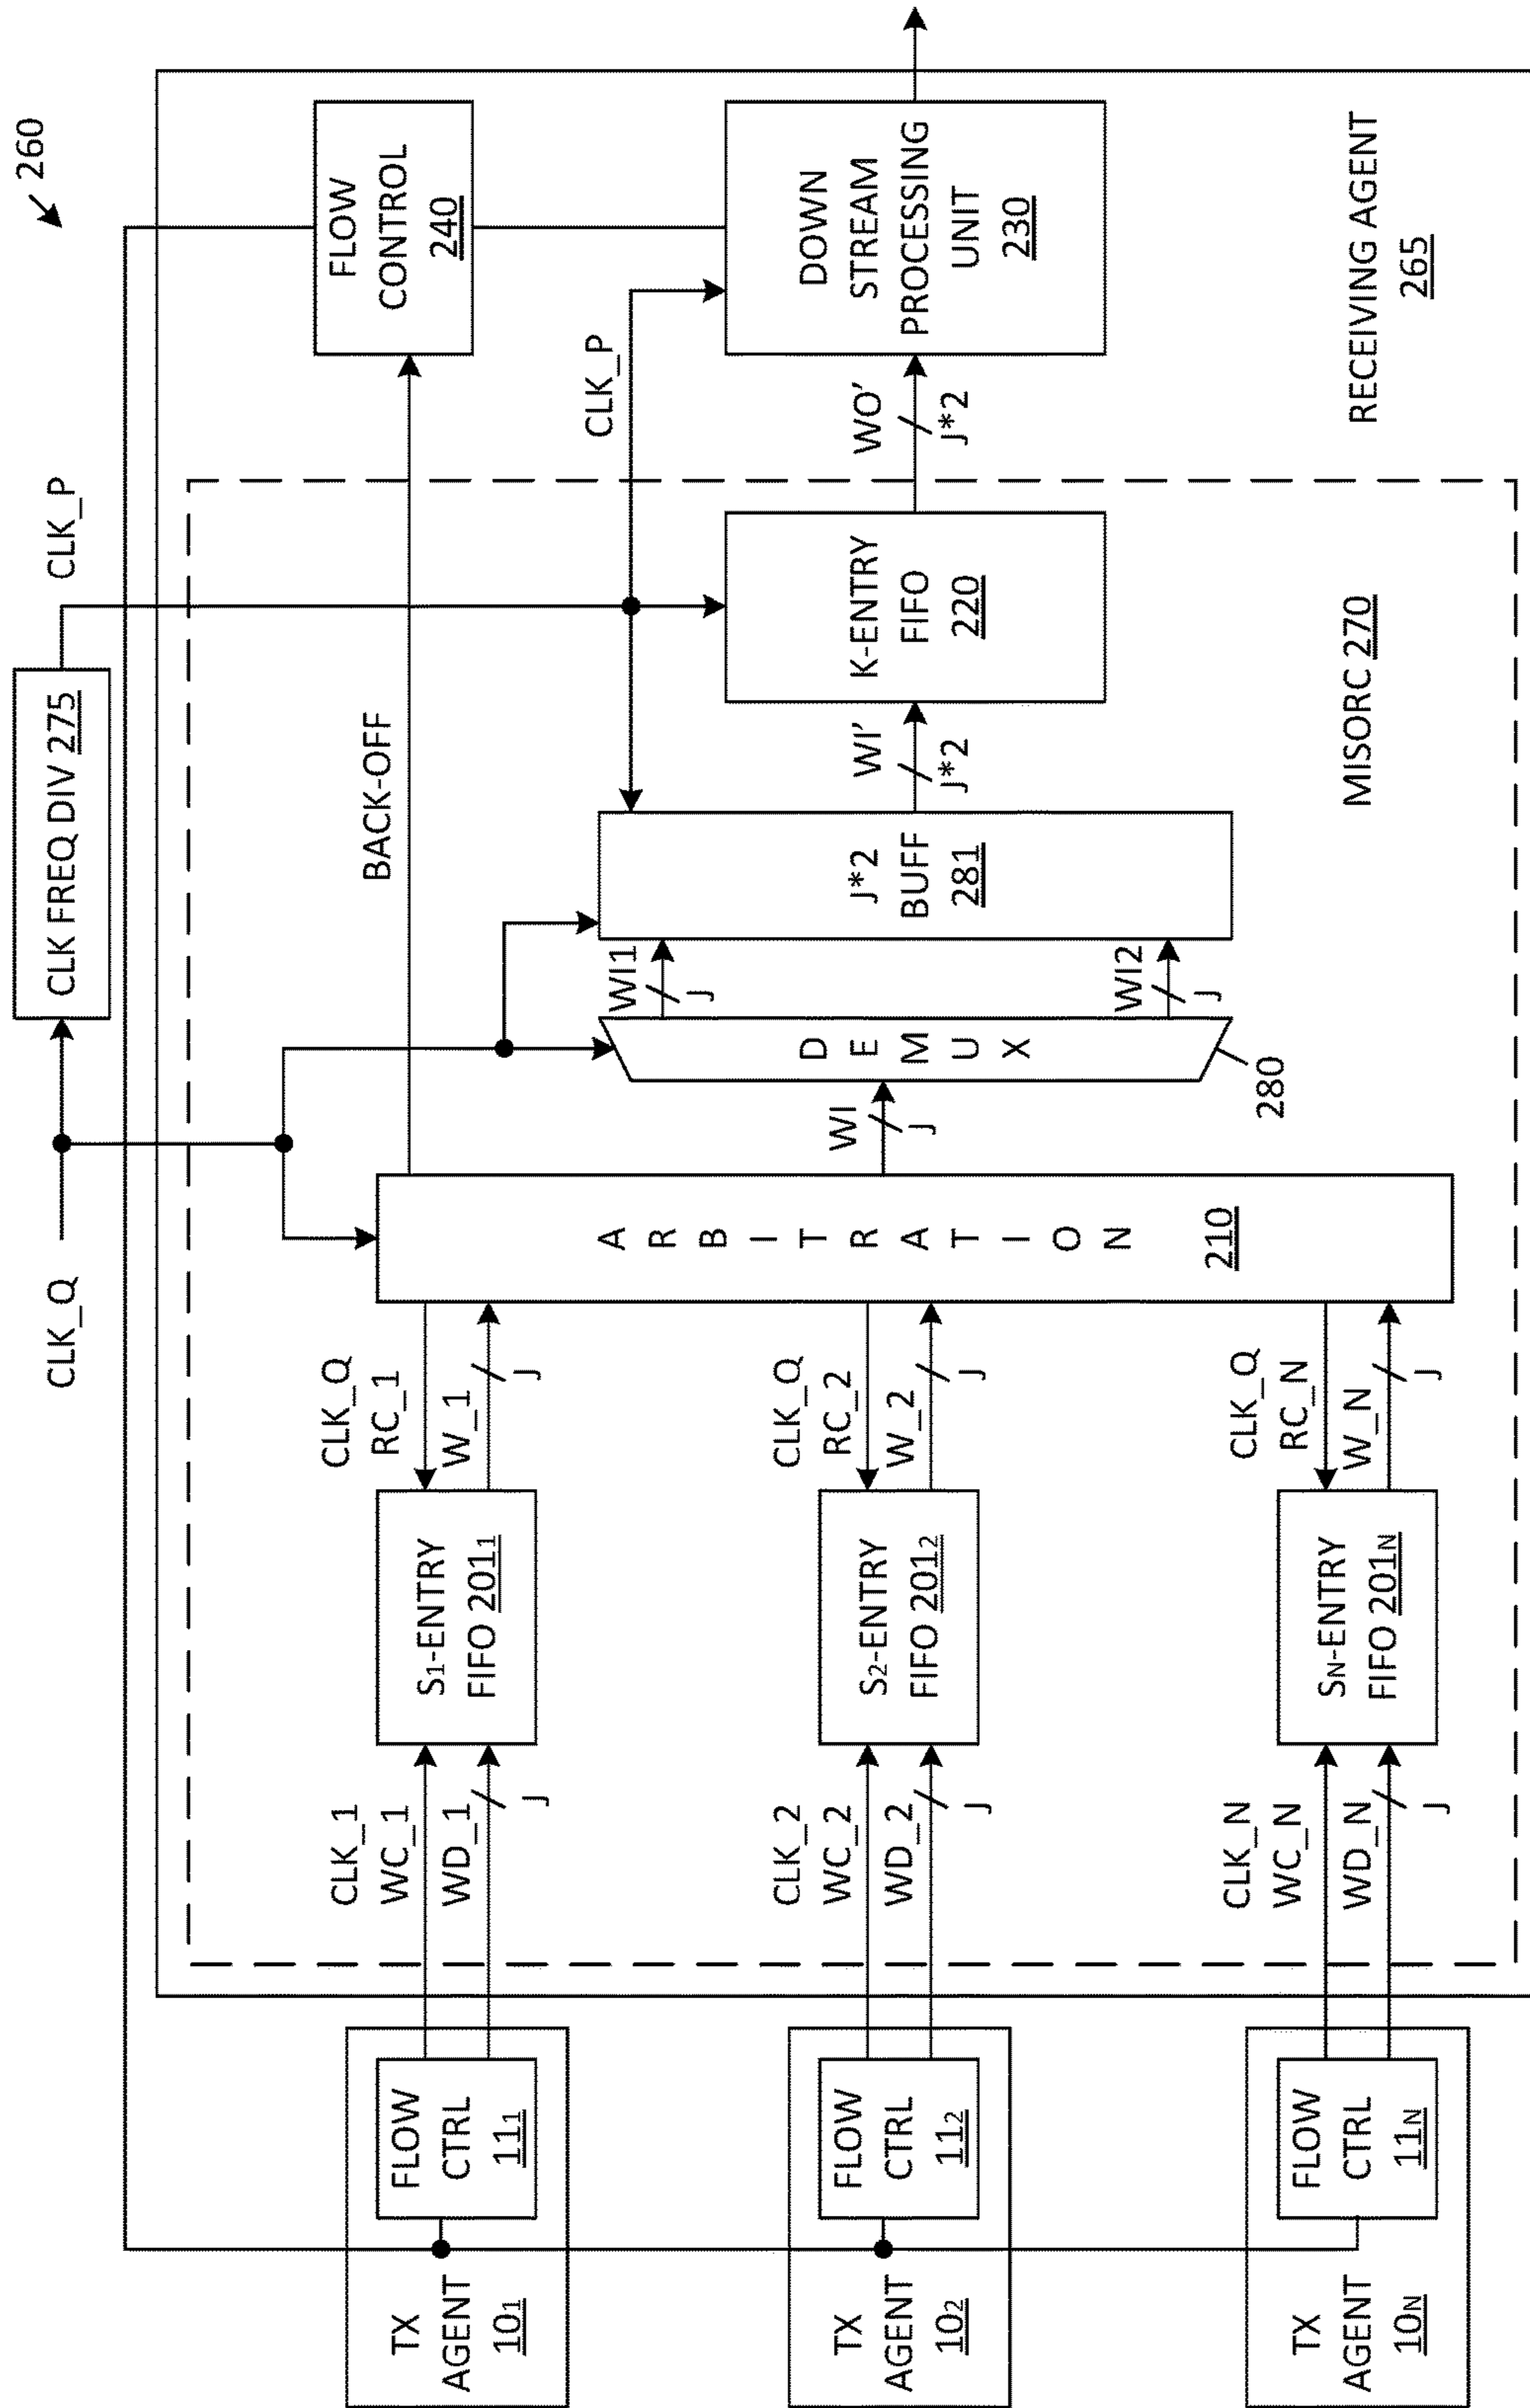 260
CLK_Q
CLK FREQ DIV 275
CLK_P
TX
AGENT
10₁
FLOW
CTRL
11₁
CLK_1
WC_1
WD_1
J
S₁-ENTRY
FIFO 201₁
CLK_Q
RC_1
W_1
J
TX
AGENT
10₂
FLOW
CTRL
11₂
CLK_2
WC_2
WD_2
J
S₂-ENTRY
FIFO 201₂
CLK_Q
RC_2
W_2
J
TX
AGENT
10N
FLOW
CTRL
11N
CLK_N
WC_N
WD_N
J
SN-ENTRY
FIFO 201N
CLK_Q
RC_N
W_N
J
ARBITRATION
210
BACK-OFF
WI
J
DEMUX
280
WI1
J
WI2
J
J*2
BUFF
281
WI'
J*2
K-ENTRY
FIFO
220
WO'
J*2
CLK_P
FLOW
CONTROL
240
DOWN
STREAM
PROCESSING
UNIT
230
MISORC 270
RECEIVING AGENT
265